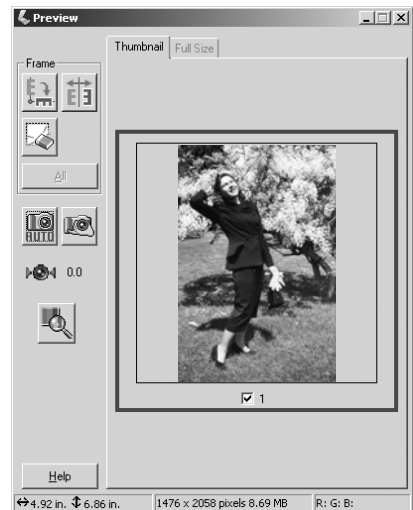 Preview
Thumbnail Full Size
Frame
All
AUTO
0.0
1
Help
4.92 in. 6.86 in. 1476 x 2058 pixels 8.69 MB R: G: B: